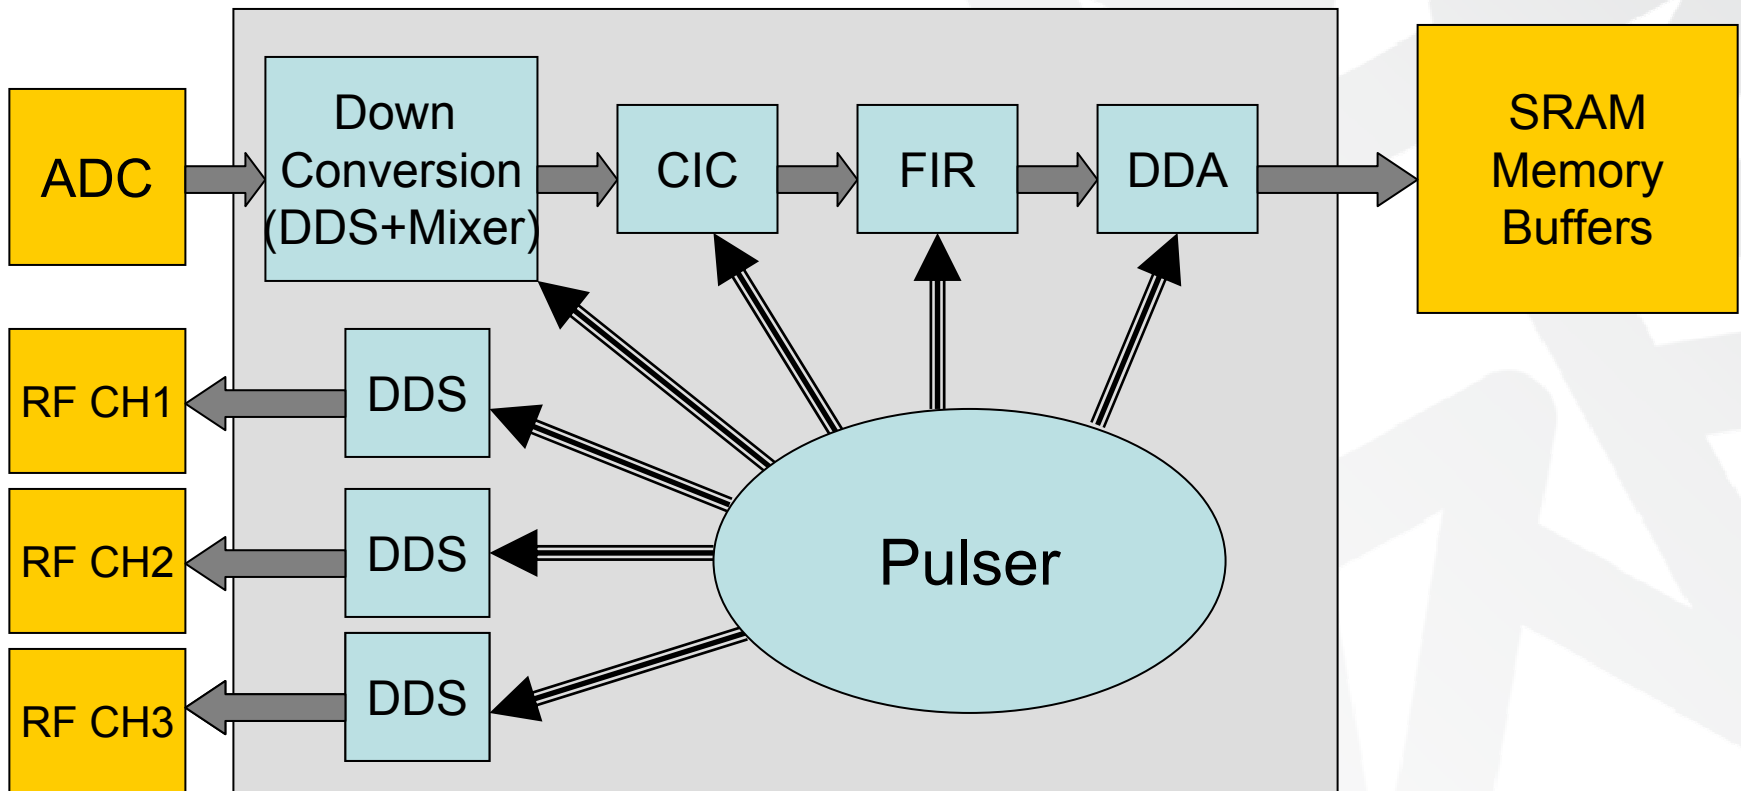 ADC
Down
Conversion
(DDS+Mixer)
CIC
FIR
DDA
SRAM
Memory
Buffers
RF CH1
DDS
RF CH2
DDS
RF CH3
DDS
Pulser